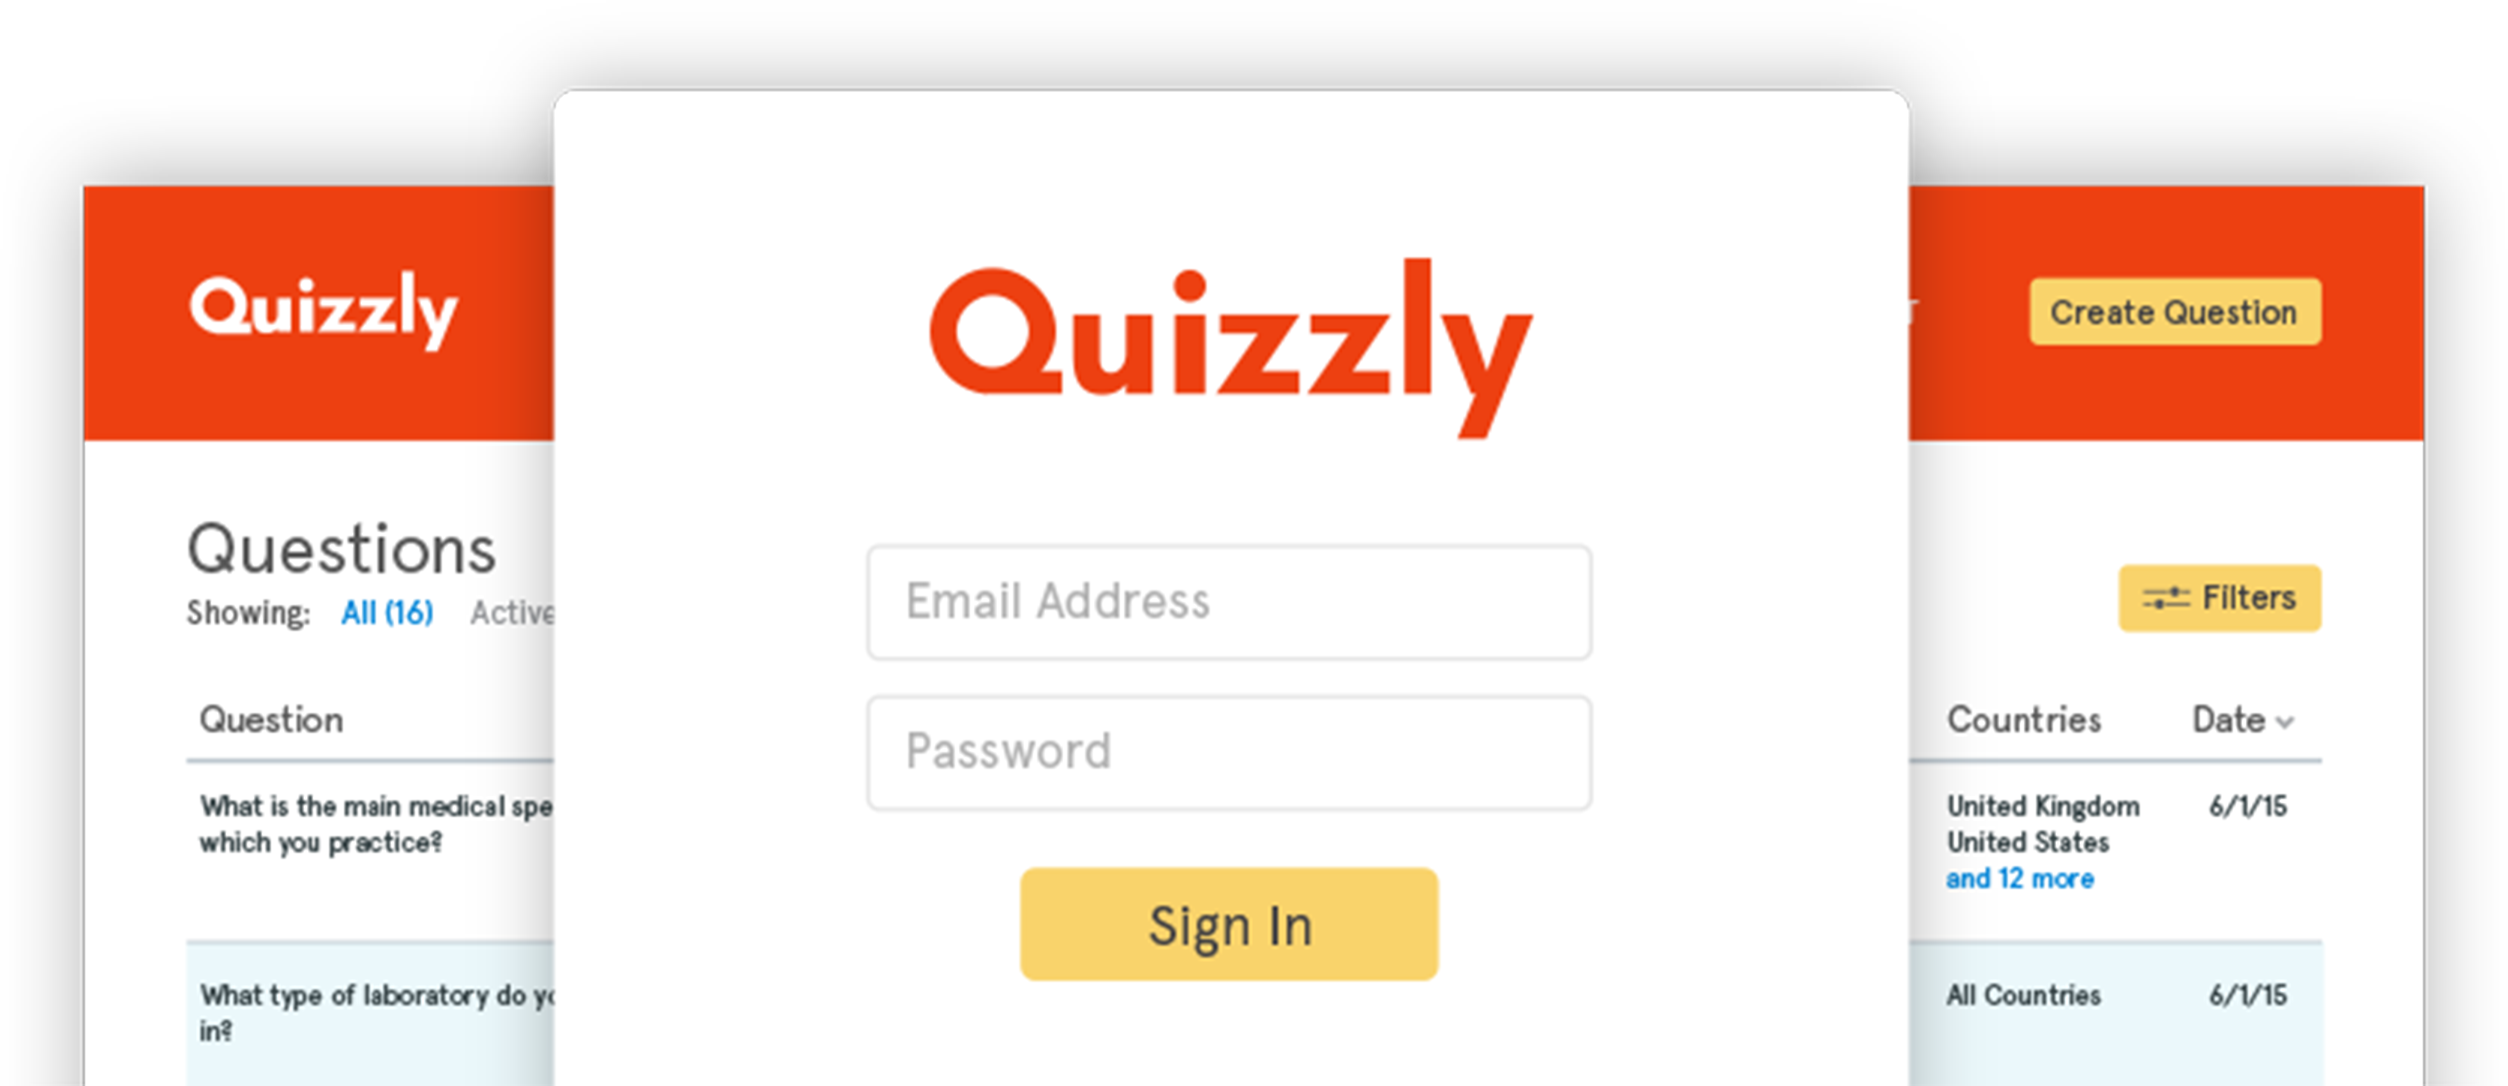 Quizzly
Create Question
Questions
Showing: All (16) Active
Filters
Question
Countries Date
What is the main medical
which you practice?
United Kingdom
United States
and 12 more
6/1/15
What type of laboratory do
in?
All Countries 6/1/15
Quizzly
Email Address
Password
Sign In